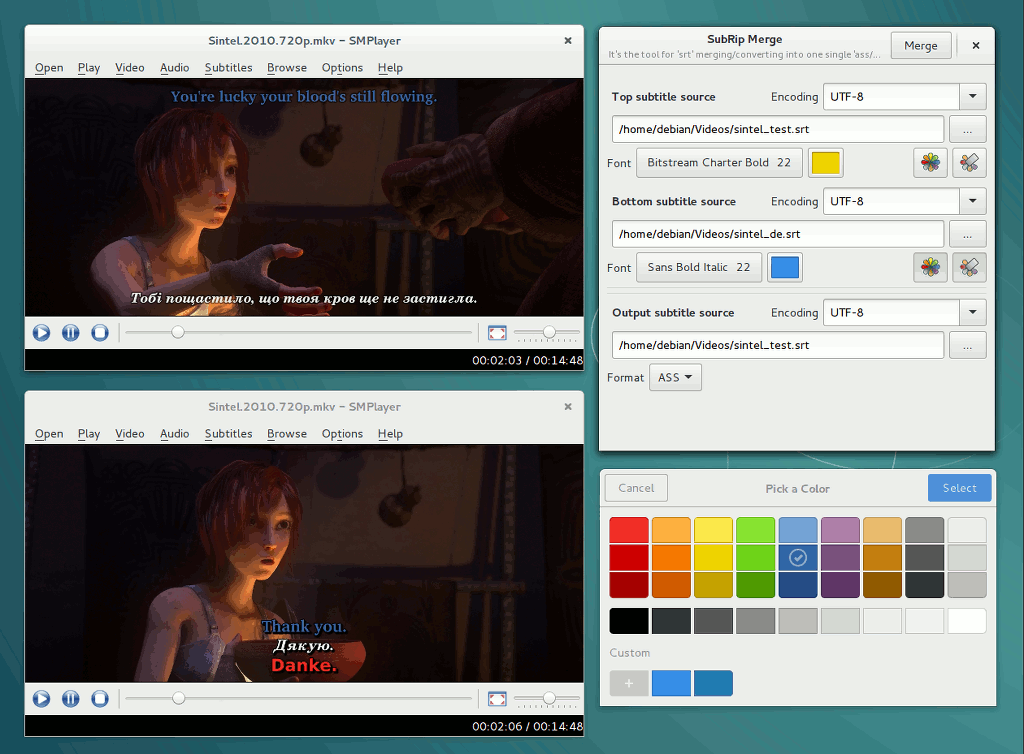 Sintel.2010.720p.mkv – SMPlayer
Open Play Video Audio Subtitles Browse Options Help
You're lucky your blood's still flowing.
Тобі пощастило, що твоя кров ще не застигла.
00:02:03 / 00:14:48
Sintel.2010.720p.mkv – SMPlayer
Open Play Video Audio Subtitles Browse Options Help
Thank you.
Дякую.
Danke.
00:02:06 / 00:14:48
SubRip Merge
It's the tool for 'srt' merging/converting into one single 'ass/...
Merge
Top subtitle source Encoding UTF-8
/home/debian/Videos/sintel_test.srt ...
Font Bitstream Charter Bold 22
Bottom subtitle source Encoding UTF-8
/home/debian/Videos/sintel_de.srt ...
Font Sans Bold Italic 22
Output subtitle source Encoding UTF-8
/home/debian/Videos/sintel_test.srt ...
Format ASS
Cancel Pick a Color Select
Custom
+